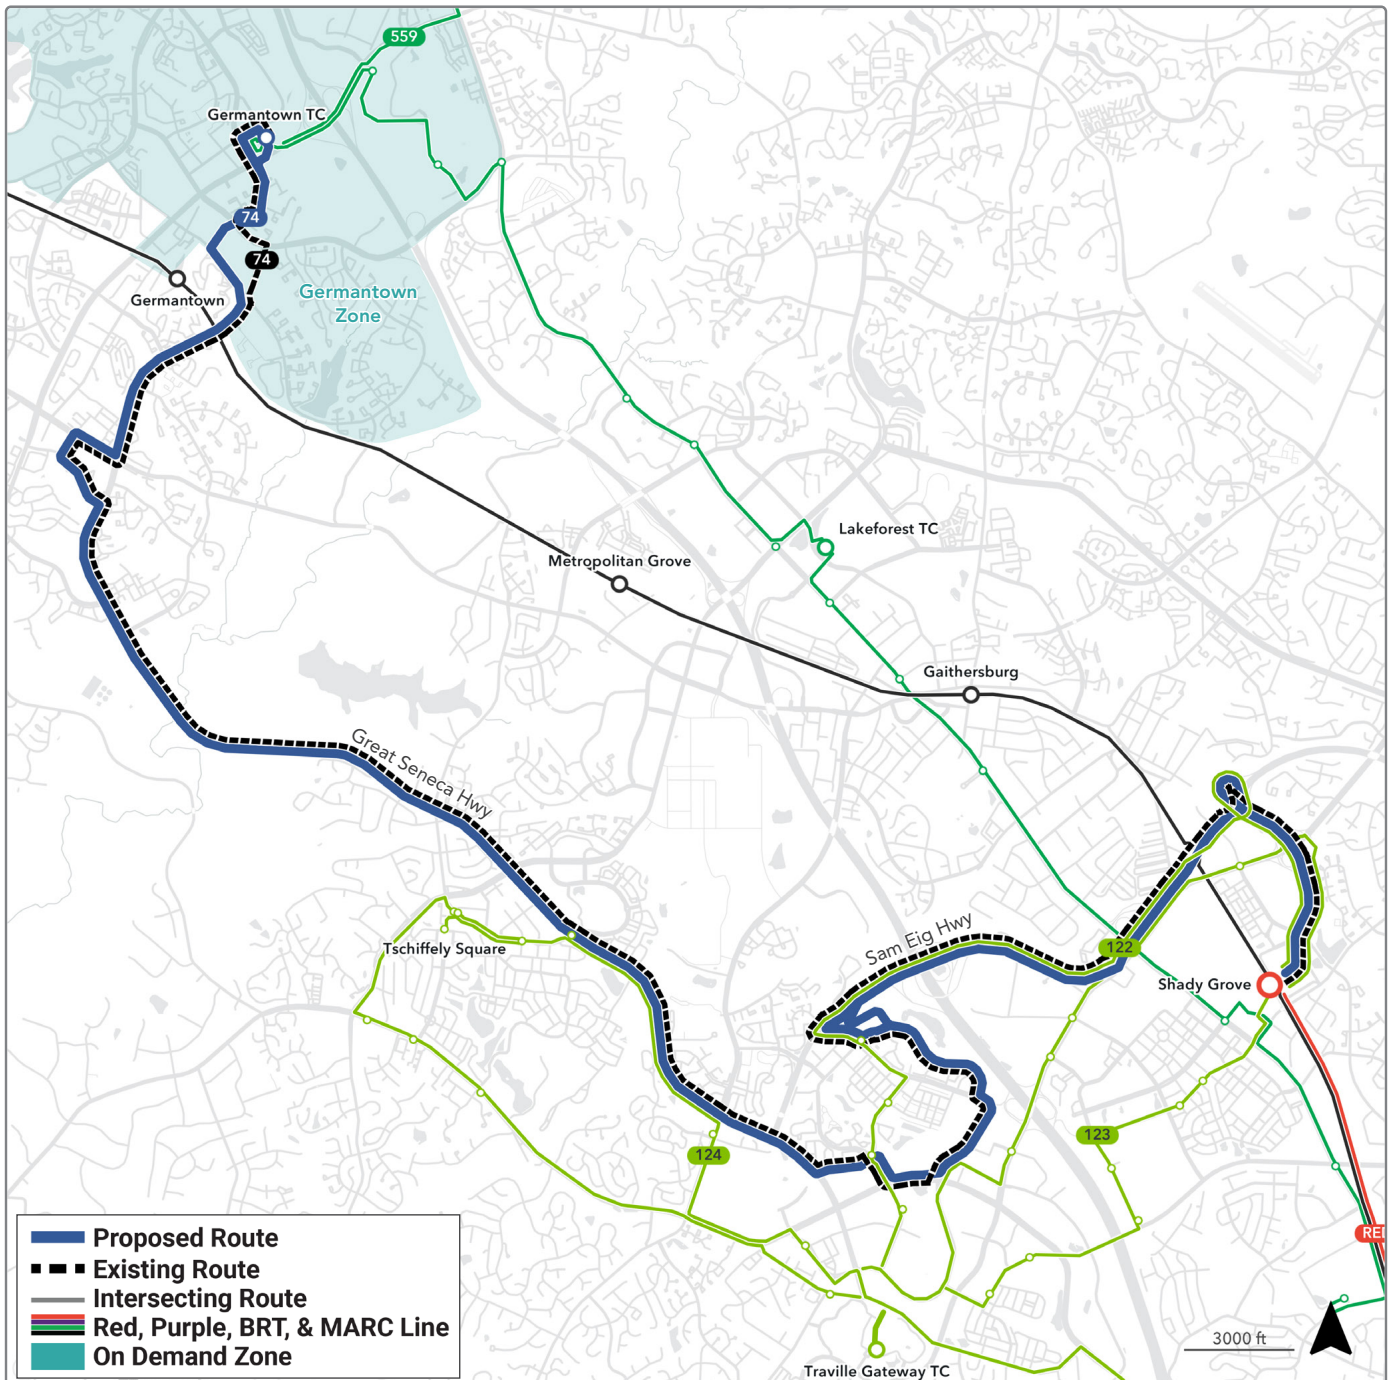 559
Germantown TC
74
74
Germantown
Germantown
Zone
Lakeforest TC
Metropolitan Grove
Gaithersburg
Great Seneca Hwy
Tschiffely Square
Sam Eig Hwy
122
Shady Grove
123
124
RED
Proposed Route
Existing Route
Intersecting Route
Red, Purple, BRT, & MARC Line
On Demand Zone
3000 ft
Traville Gateway TC